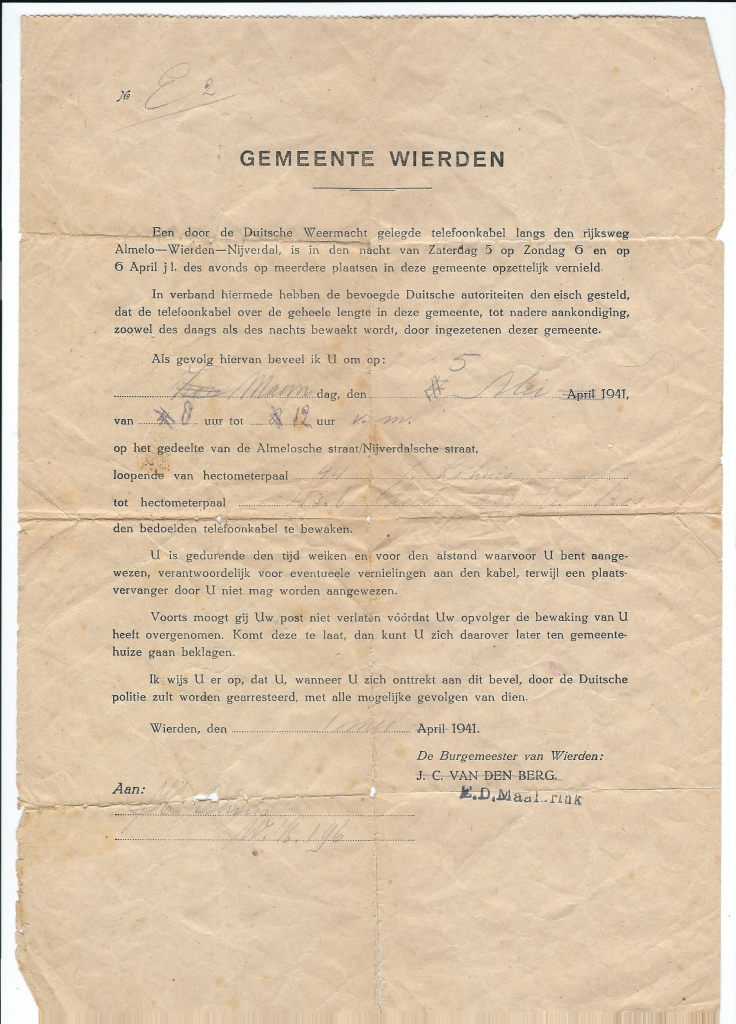 № E 2
GEMEENTE WIERDEN
Een door de Duitsche Weermacht gelegde telefoonkabel langs den rijksweg
Almelo—Wierden—Nijverdal, is in den nacht van Zaterdag 5 op Zondag 6 en op
6 April j l. des avonds op meerdere plaatsen in deze gemeente opzettelijk vernield.
In verband hiermede hebben de bevoegde Duitsche autoriteiten den eisch gesteld,
dat de telefoonkabel over de geheele lengte in deze gemeente, tot nadere aankondiging,
zoowel des daags als des nachts bewaakt wordt, door ingezetenen dezer gemeente.
Als gevolg hiervan beveel ik U om op:
Maandag, den 5 Mei April 1941,
van 8 uur tot 12 uur v.m.
op het gedeelte van de Almelosche straat/Nijverdalsche straat,
loopende van hectometerpaal 44
tot hectometerpaal 43.6
den bedoelden telefoonkabel te bewaken.
U is gedurende den tijd welken en voor den afstand waarvoor U bent aange-
wezen, verantwoordelijk voor eventueele vernielingen aan den kabel, terwijl een plaats-
vervanger door U niet mag worden aangewezen.
Voorts moogt gij Uw post niet verlaten vóórdat Uw opvolger de bewaking van U
heeft overgenomen. Komt deze te laat, dan kunt U zich daarover later ten gemeente-
huize gaan beklagen.
Ik wijs U er op, dat U, wanneer U zich onttrekt aan dit bevel, door de Duitsche
politie zult worden gearresteerd, met alle mogelijke gevolgen van dien.
Wierden, den April 1941.
De Burgemeester van Wierden:
J. C. VAN DEN BERG.
E.D. Maalerink
Aan:
196